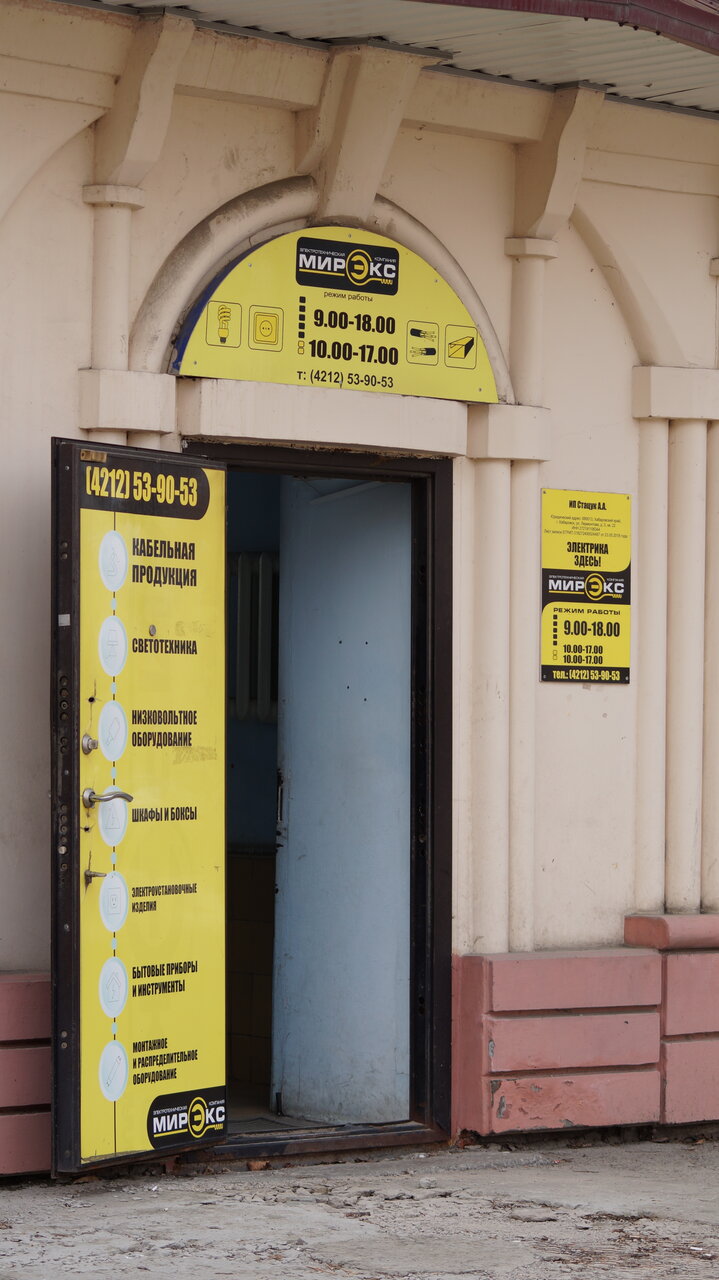 ЭЛЕКТРОТЕХНИЧЕСКАЯ КОМПАНИЯ
МИРЭКС
режим работы
9.00-18.00
10.00-17.00
т: (4212) 53-90-53
(4212) 53-90-53
КАБЕЛЬНАЯ
ПРОДУКЦИЯ
СВЕТОТЕХНИКА
НИЗКОВОЛЬТНОЕ
ОБОРУДОВАНИЕ
ШКАФЫ И БОКСЫ
ЭЛЕКТРОУСТАНОВОЧНЫЕ
ИЗДЕЛИЯ
БЫТОВЫЕ ПРИБОРЫ
И ИНСТРУМЕНТЫ
МОНТАЖНОЕ
И РАСПРЕДЕЛИТЕЛЬНОЕ
ОБОРУДОВАНИЕ
ЭЛЕКТРОТЕХНИЧЕСКАЯ КОМПАНИЯ
МИРЭКС
ИП Стацук А.А.
ЭЛЕКТРИКА
ЗДЕСЬ!
ЭЛЕКТРОТЕХНИЧЕСКАЯ КОМПАНИЯ
МИРЭКС
РЕЖИМ РАБОТЫ
9.00-18.00
10.00-17.00
10.00-17.00
тел.: (4212) 53-90-53